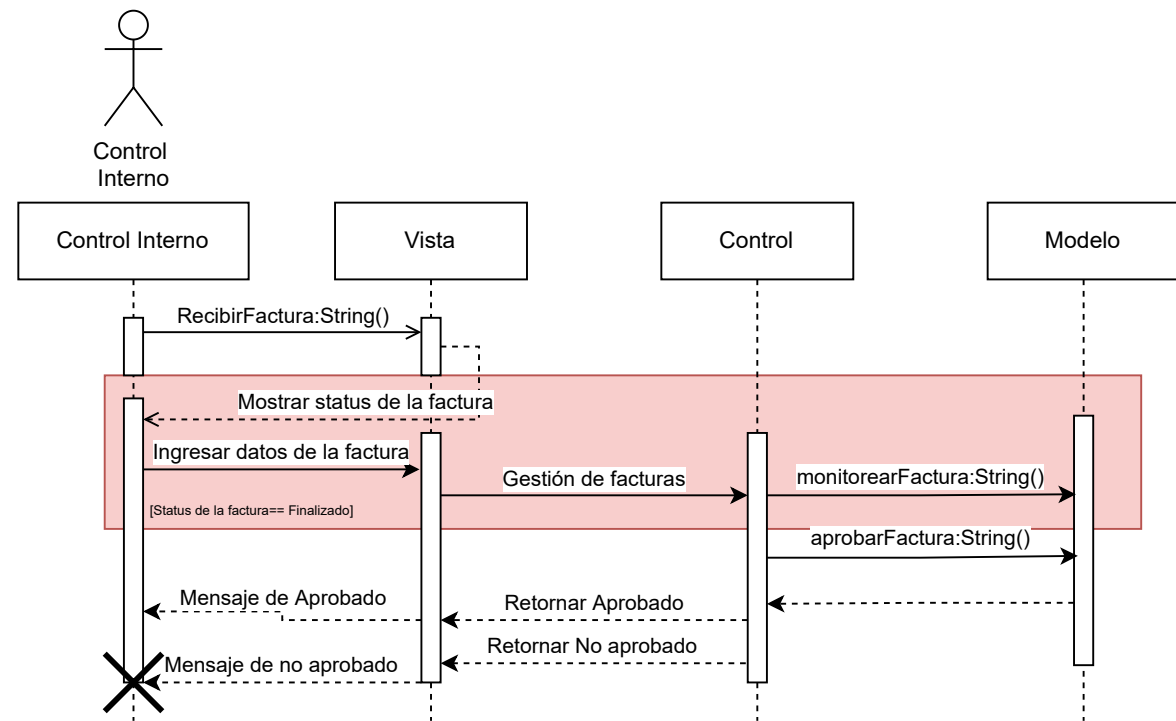 Control
Interno
Control Interno
Vista
Control
Modelo
RecibirFactura:String()
Mostrar status de la factura
Ingresar datos de la factura
Gestión de facturas
monitorearFactura:String()
[Status de la factura== Finalizado]
aprobarFactura:String()
Mensaje de Aprobado
Retornar Aprobado
Retornar No aprobado
Mensaje de no aprobado